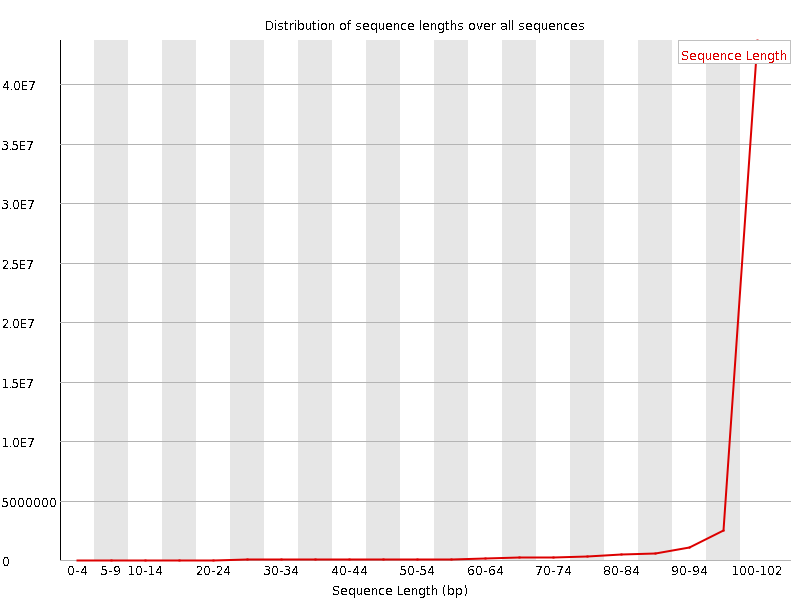 Distribution of sequence lengths over all sequences
Sequence Length
4.0E7
3.5E7
3.0E7
2.5E7
2.0E7
1.5E7
1.0E7
5000000
0
0-4 5-9 10-14 20-24 30-34 40-44 50-54 60-64 70-74 80-84 90-94 100-102
Sequence Length (bp)